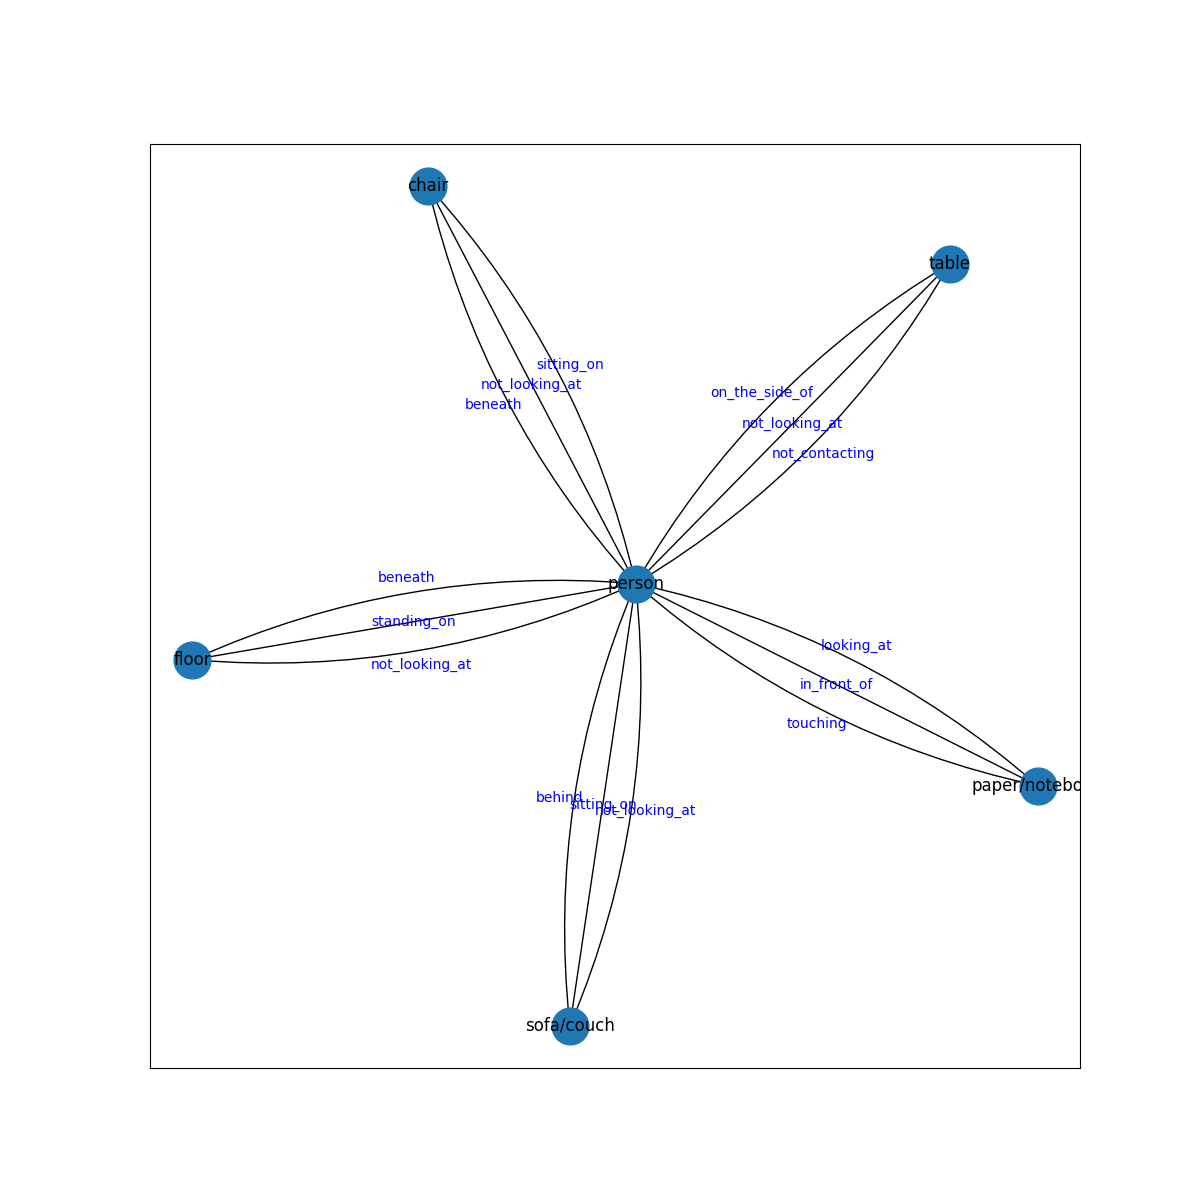 chair
table
sitting_on
not_looking_at
beneath
on_the_side_of
not_looking_at
not_contacting
beneath
person
standing_on
floor
not_looking_at
looking_at
in_front_of
touching
paper/notebo
behind
sitting_on
not_looking_at
sofa/couch